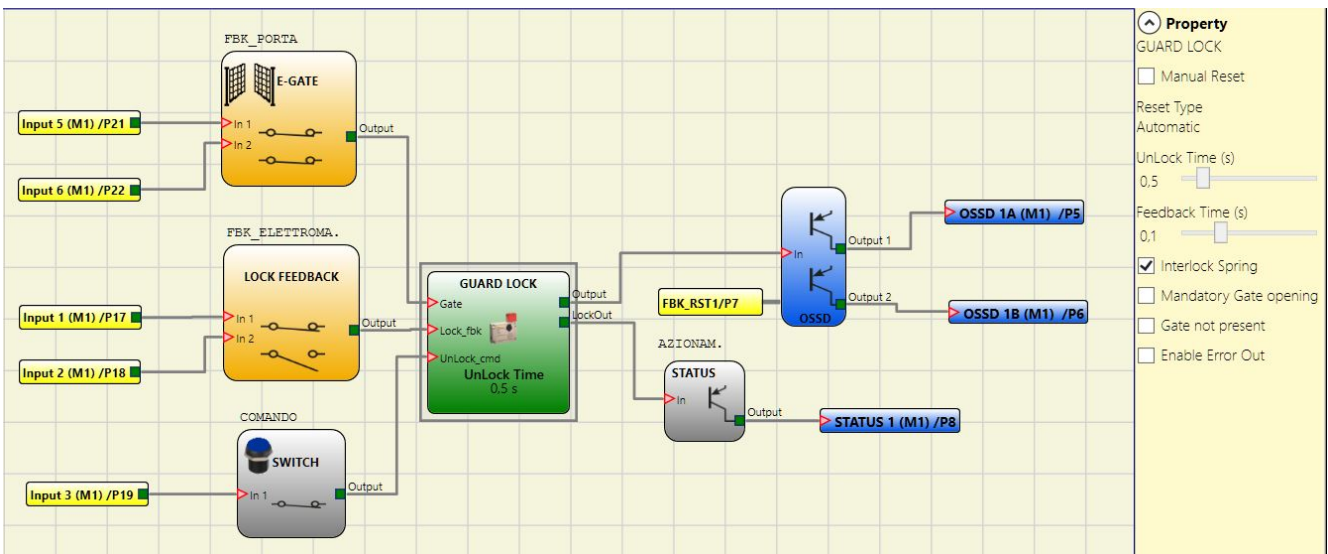 FBK_PORTA
E-GATE
Input 5 (M1) /P21
In 1
Output
In 2
Input 6 (M1) /P22
FBK_ELETTROMA.
LOCK FEEDBACK
Input 1 (M1) /P17
In 1
Output
In 2
Input 2 (M1) /P18
COMANDO
SWITCH
Input 3 (M1) /P19
In 1
Output
GUARD LOCK
Gate
Output
LockOut
Lock_fbk
UnLock_cmd
UnLock Time
0,5 s
In
Output 1
Output 2
OSSD
FBK_RST1/P7
OSSD 1A (M1) /P5
OSSD 1B (M1) /P6
AZIONAM.
STATUS
In
Output
STATUS 1 (M1) /P8
Property
GUARD LOCK
Manual Reset
Reset Type
Automatic
UnLock Time (s)
0,5
Feedback Time (s)
0,1
Interlock Spring
Mandatory Gate opening
Gate not present
Enable Error Out